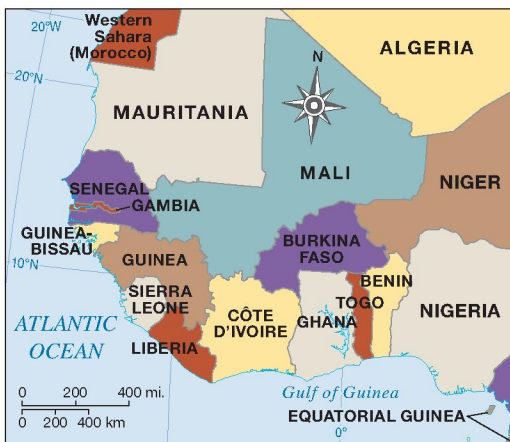 20°W
Western
Sahara
(Morocco)
ALGERIA
20°N
MAURITANIA
N
MALI
NIGER
SENEGAL
GAMBIA
GUINEA-
BISSAU
BURKINA
FASO
10°N
GUINEA
BENIN
SIERRA
LEONE
TOGO
NIGERIA
CÔTE
D'IVOIRE
GHANA
ATLANTIC
OCEAN
LIBERIA
0 400 mi.
0 200 400 km
Gulf of Guinea
EQUATORIAL GUINEA
0°